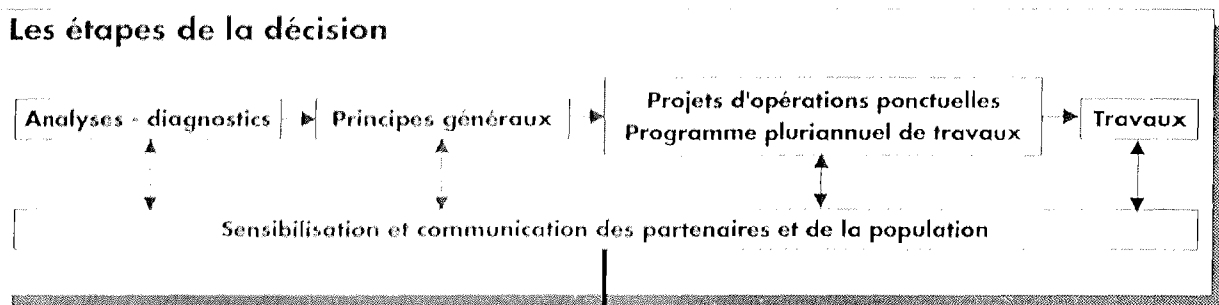 Les étapes de la décision
Analyses - diagnostics
Principes généraux
Projets d'opérations ponctuelles
Programme pluriannuel de travaux
Travaux
Sensibilisation et communication des partenaires et de la population